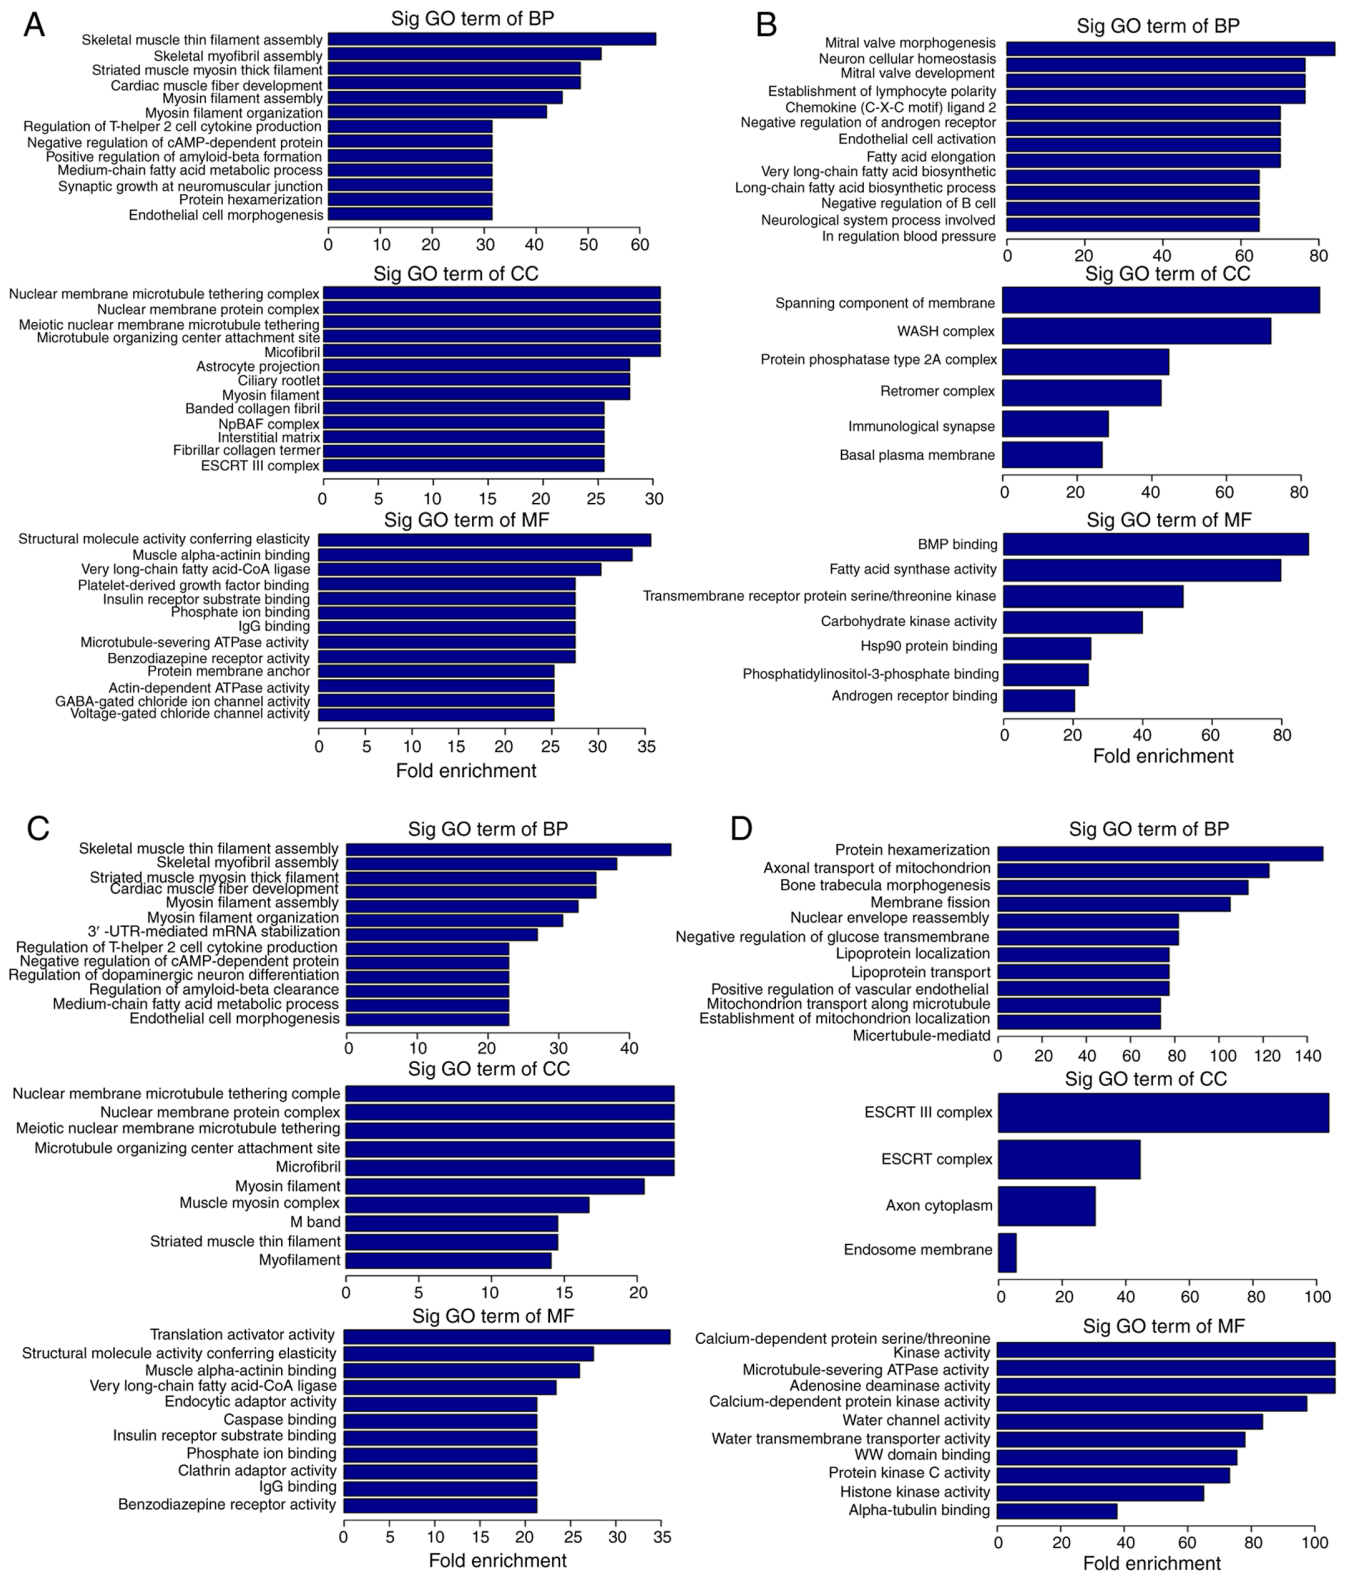 A
Sig GO term of BP
Skeletal muscle thin filament assembly
Skeletal myofibril assembly
Striated muscle myosin thick filament
Cardiac muscle fiber development
Myosin filament assembly
Myosin filament organization
Regulation of T-helper 2 cell cytokine production
Negative regulation of cAMP-dependent protein
Positive regulation of amyloid-beta formation
Medium-chain fatty acid metabolic process
Synaptic growth at neuromuscular junction
Protein hexamerization
Endothelial cell morphogenesis
0 10 20 30 40 50 60
Sig GO term of CC
Nuclear membrane microtubule tethering complex
Nuclear membrane protein complex
Meiotic nuclear membrane microtubule tethering
Microtubule organizing center attachment site
Micofibril
Astrocyte projection
Ciliary rootlet
Myosin filament
Banded collagen fibril
NpBAF complex
Interstitial matrix
Fibrillar collagen termer
ESCRT III complex
0 5 10 15 20 25 30
Sig GO term of MF
Structural molecule activity conferring elasticity
Muscle alpha-actinin binding
Very long-chain fatty acid-CoA ligase
Platelet-derived growth factor binding
Insulin receptor substrate binding
Phosphate ion binding
IgG binding
Microtubule-severing ATPase activity
Benzodiazepine receptor activity
Protein membrane anchor
Actin-dependent ATPase activity
GABA-gated chloride ion channel activity
Voltage-gated chloride channel activity
0 5 10 15 20 25 30 35
Fold enrichment
B
Sig GO term of BP
Mitral valve morphogenesis
Neuron cellular homeostasis
Mitral valve development
Establishment of lymphocyte polarity
Chemokine (C-X-C motif) ligand 2
Negative regulation of androgen receptor
Endothelial cell activation
Fatty acid elongation
Very long-chain fatty acid biosynthetic
Long-chain fatty acid biosynthetic process
Negative regulation of B cell
Neurological system process involved
In regulation blood pressure
0 20 40 60 80
Sig GO term of CC
Spanning component of membrane
WASH complex
Protein phosphatase type 2A complex
Retromer complex
Immunological synapse
Basal plasma membrane
0 20 40 60 80
Sig GO term of MF
BMP binding
Fatty acid synthase activity
Transmembrane receptor protein serine/threonine kinase
Carbohydrate kinase activity
Hsp90 protein binding
Phosphatidylinositol-3-phosphate binding
Androgen receptor binding
0 20 40 60 80
Fold enrichment
C
Sig GO term of BP
Skeletal muscle thin filament assembly
Skeletal myofibril assembly
Striated muscle myosin thick filament
Cardiac muscle fiber development
Myosin filament assembly
Myosin filament organization
3′ -UTR-mediated mRNA stabilization
Regulation of T-helper 2 cell cytokine production
Negative regulation of cAMP-dependent protein
Regulation of dopaminergic neuron differentiation
Regulation of amyloid-beta clearance
Medium-chain fatty acid metabolic process
Endothelial cell morphogenesis
0 10 20 30 40
Sig GO term of CC
Nuclear membrane microtubule tethering comple
Nuclear membrane protein complex
Meiotic nuclear membrane microtubule tethering
Microtubule organizing center attachment site
Microfibril
Myosin filament
Muscle myosin complex
M band
Striated muscle thin filament
Myofilament
0 5 10 15 20
Sig GO term of MF
Translation activator activity
Structural molecule activity conferring elasticity
Muscle alpha-actinin binding
Very long-chain fatty acid-CoA ligase
Endocytic adaptor activity
Caspase binding
Insulin receptor substrate binding
Phosphate ion binding
Clathrin adaptor activity
IgG binding
Benzodiazepine receptor activity
0 5 10 15 20 25 30 35
Fold enrichment
D
Sig GO term of BP
Protein hexamerization
Axonal transport of mitochondrion
Bone trabecula morphogenesis
Membrane fission
Nuclear envelope reassembly
Negative regulation of glucose transmembrane
Lipoprotein localization
Lipoprotein transport
Positive regulation of vascular endothelial
Mitochondrion transport along microtubule
Establishment of mitochondrion localization
Micertubule-mediatd
0 20 40 60 80 100 120 140
Sig GO term of CC
ESCRT III complex
ESCRT complex
Axon cytoplasm
Endosome membrane
0 20 40 60 80 100
Sig GO term of MF
Calcium-dependent protein serine/threonine
Kinase activity
Microtubule-severing ATPase activity
Adenosine deaminase activity
Calcium-dependent protein kinase activity
Water channel activity
Water transmembrane transporter activity
WW domain binding
Protein kinase C activity
Histone kinase activity
Alpha-tubulin binding
0 20 40 60 80 100
Fold enrichment